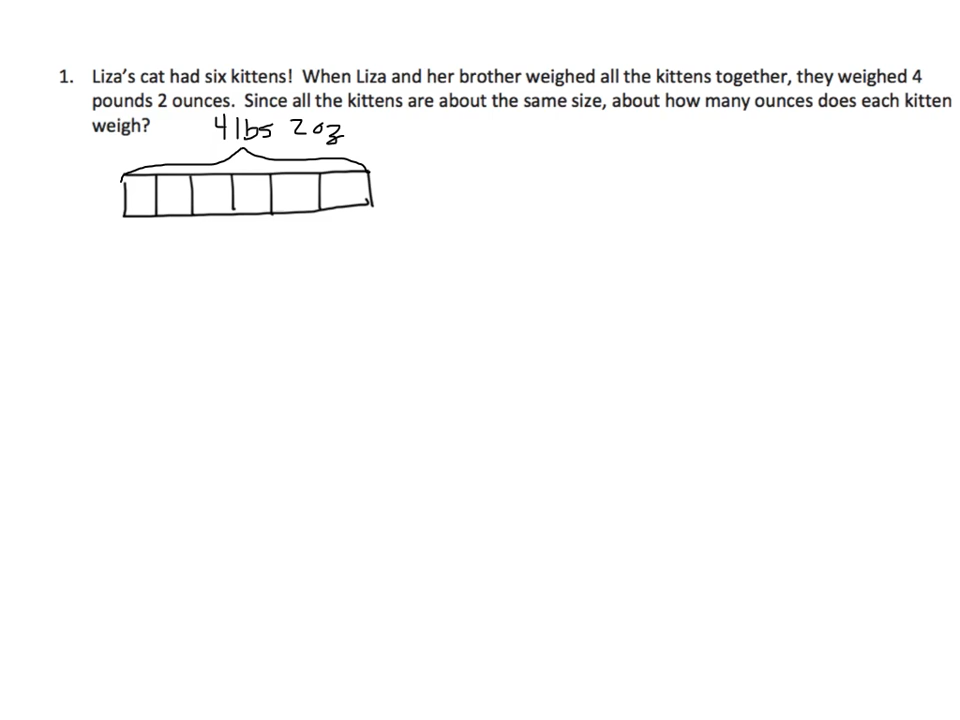 1. Liza's cat had six kittens! When Liza and her brother weighed all the kittens together, they weighed 4
pounds 2 ounces. Since all the kittens are about the same size, about how many ounces does each kitten
weigh?
4 lbs 2 oz